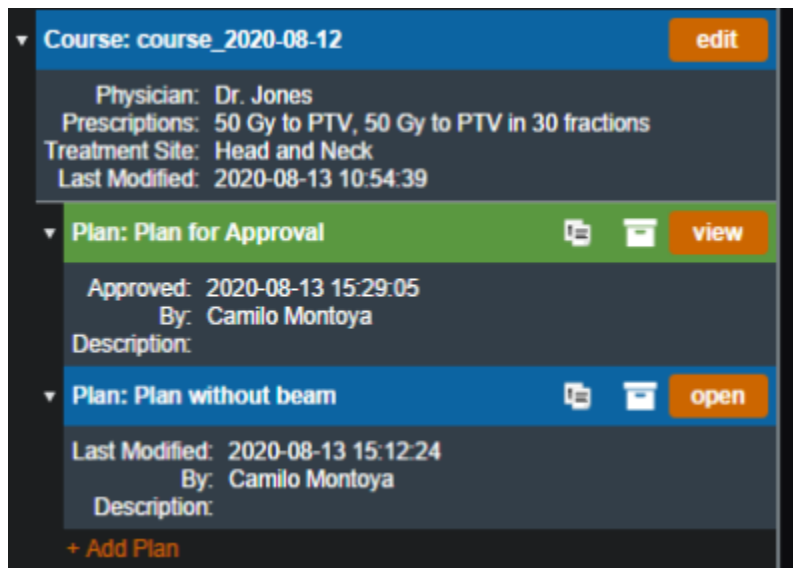 Course: course_2020-08-12 edit
Physician: Dr. Jones
Prescriptions: 50 Gy to PTV, 50 Gy to PTV in 30 fractions
Treatment Site: Head and Neck
Last Modified: 2020-08-13 10:54:39
Plan: Plan for Approval view
Approved: 2020-08-13 15:29:05
By: Camilo Montoya
Description:
Plan: Plan without beam open
Last Modified: 2020-08-13 15:12:24
By: Camilo Montoya
Description:
+ Add Plan